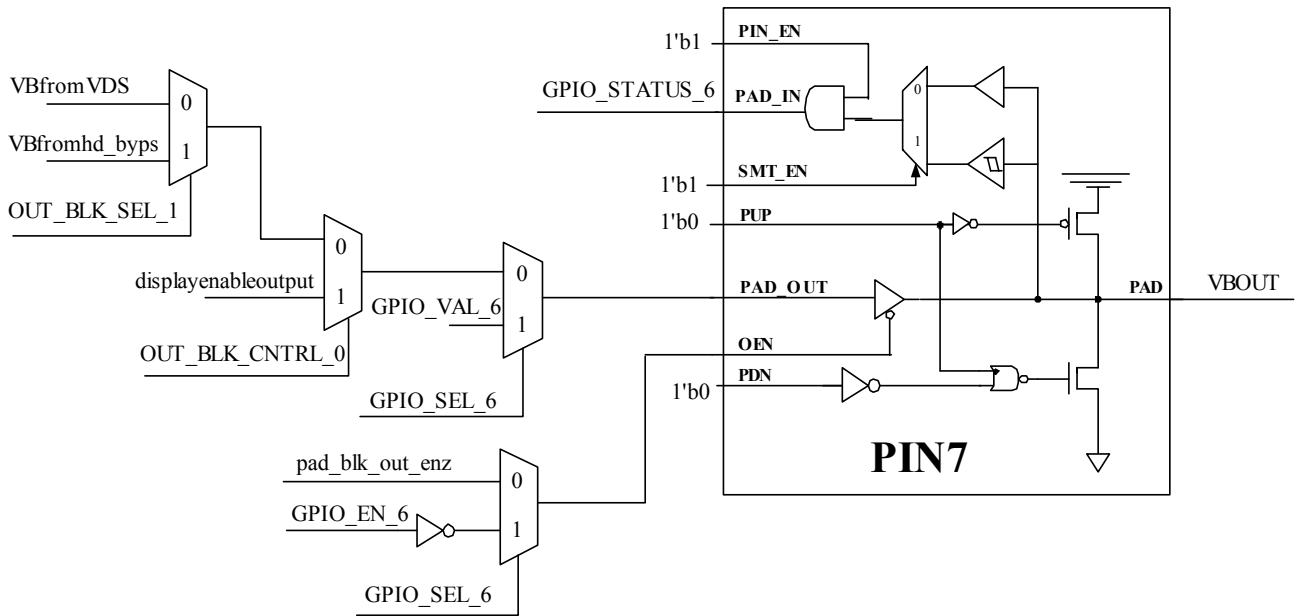 VBfromVDS
0
VBfromhd_byps
1
OUT_BLK_SEL_1
displayenableoutput
0
1
OUT_BLK_CNTRL_0
GPIO_VAL_6
0
1
GPIO_SEL_6
pad_blk_out_enz
0
GPIO_EN_6
1
GPIO_SEL_6
1'b1
PIN_EN
GPIO_STATUS_6
PAD_IN
0
1
1'b1
SMT_EN
1'b0
PUP
PAD_OUT
PAD
VBOUT
OEN
1'b0
PDN
PIN7